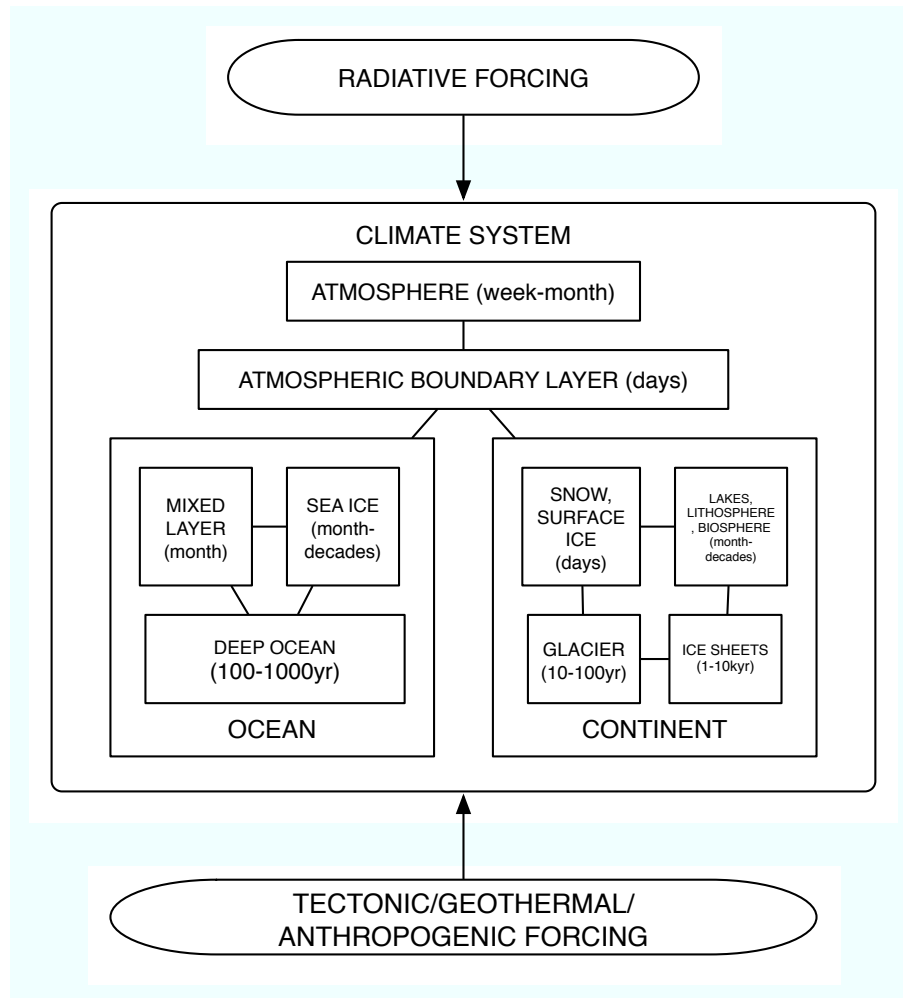 RADIATIVE FORCING
CLIMATE SYSTEM
ATMOSPHERE (week-month)
ATMOSPHERIC BOUNDARY LAYER (days)
MIXED
LAYER
(month)
SEA ICE
(month-
decades)
DEEP OCEAN
(100-1000yr)
OCEAN
SNOW,
SURFACE
ICE
(days)
LAKES,
LITHOSPHERE
, BIOSPHERE
(month-
decades)
GLACIER
(10-100yr)
ICE SHEETS
(1-10kyr)
CONTINENT
TECTONIC/GEOTHERMAL/
ANTHROPOGENIC FORCING